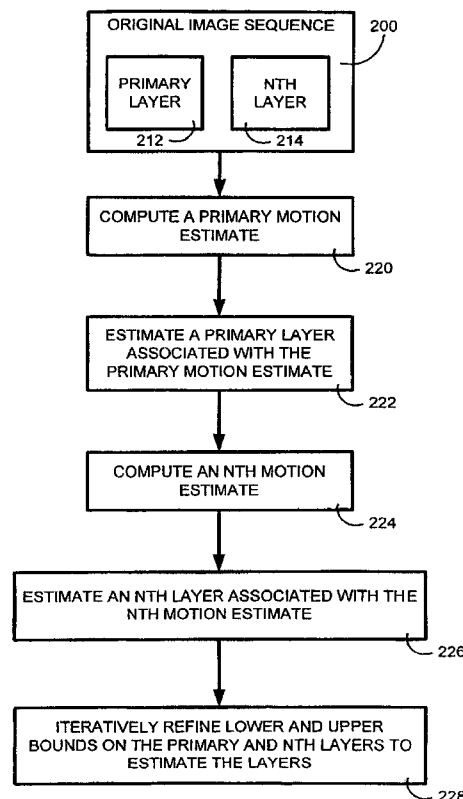 ORIGINAL IMAGE SEQUENCE
200
PRIMARY
LAYER
212
NTH
LAYER
214
COMPUTE A PRIMARY MOTION
ESTIMATE
220
ESTIMATE A PRIMARY LAYER
ASSOCIATED WITH THE
PRIMARY MOTION ESTIMATE
222
COMPUTE AN NTH MOTION
ESTIMATE
224
ESTIMATE AN NTH LAYER ASSOCIATED WITH THE
NTH MOTION ESTIMATE
226
ITERATIVELY REFINE LOWER AND UPPER
BOUNDS ON THE PRIMARY AND NTH LAYERS TO
ESTIMATE THE LAYERS
228